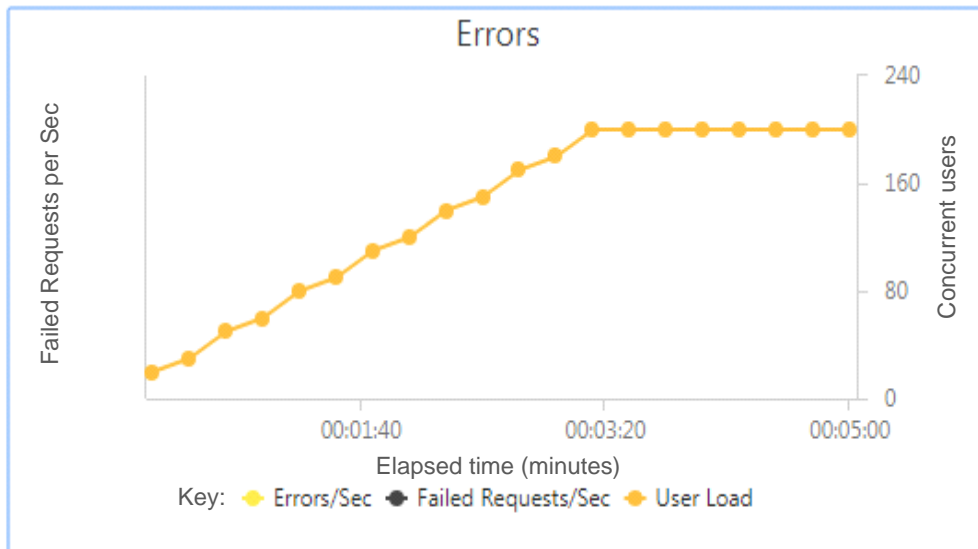 Errors
Failed Requests per Sec
240
160
80
0
Concurrent users
00:01:40 00:03:20 00:05:00
Elapsed time (minutes)
Key: Errors/Sec Failed Requests/Sec User Load